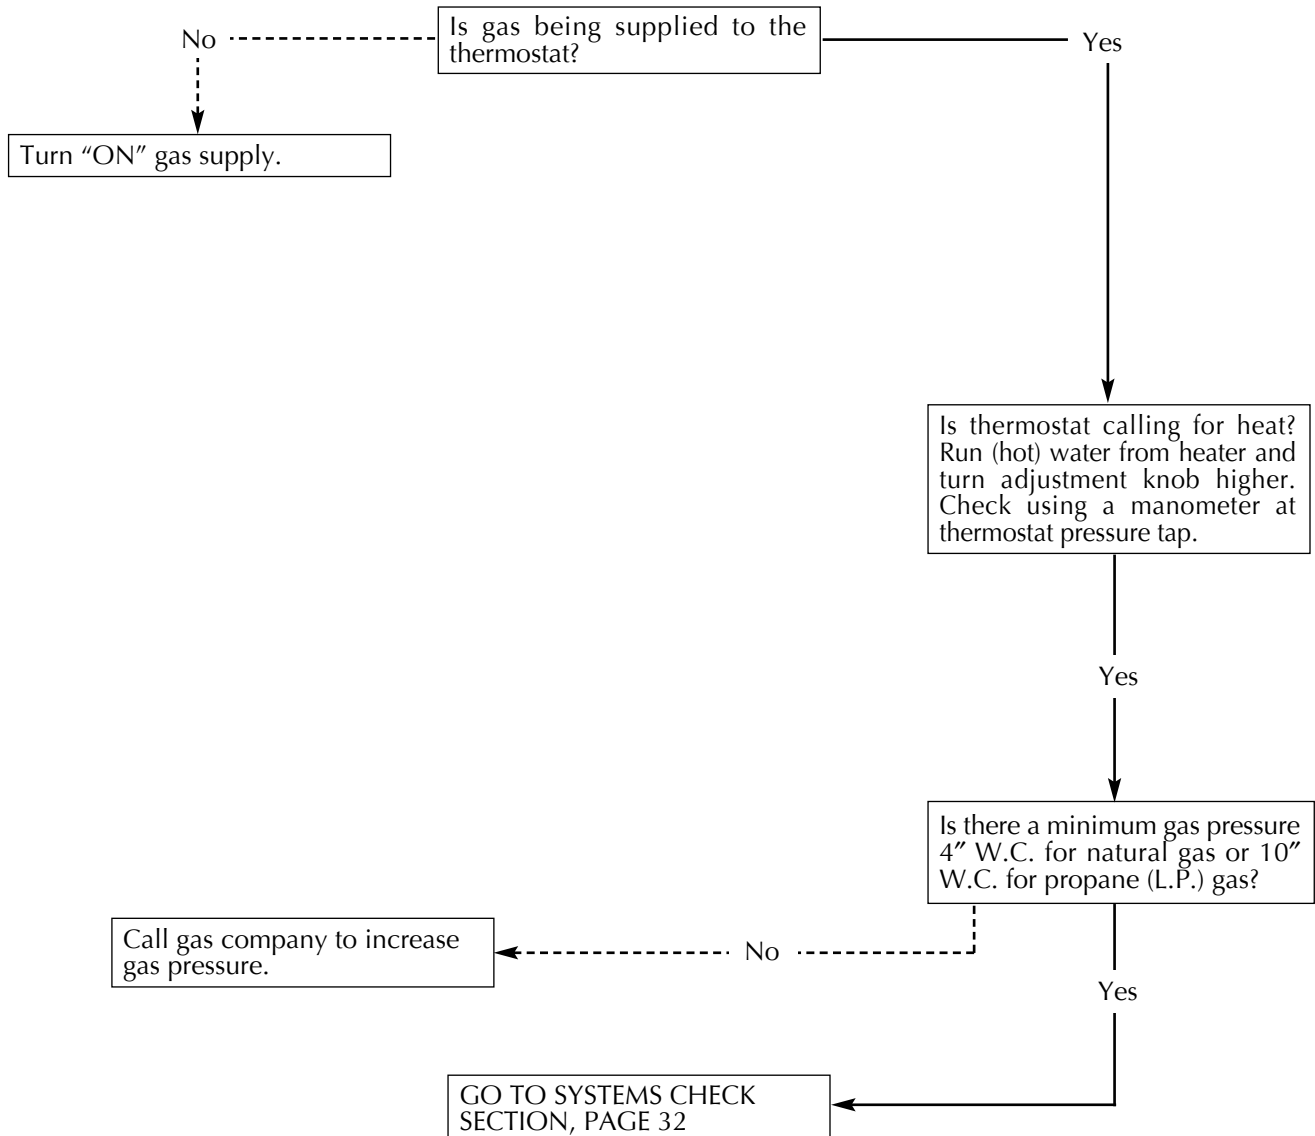 Is gas being supplied to the
thermostat?
No
Yes
Turn “ON” gas supply.
Is thermostat calling for heat?
Run (hot) water from heater and
turn adjustment knob higher.
Check using a manometer at
thermostat pressure tap.
Yes
Is there a minimum gas pressure
4″ W.C. for natural gas or 10″
W.C. for propane (L.P.) gas?
Call gas company to increase
gas pressure.
No
Yes
GO TO SYSTEMS CHECK
SECTION, PAGE 32